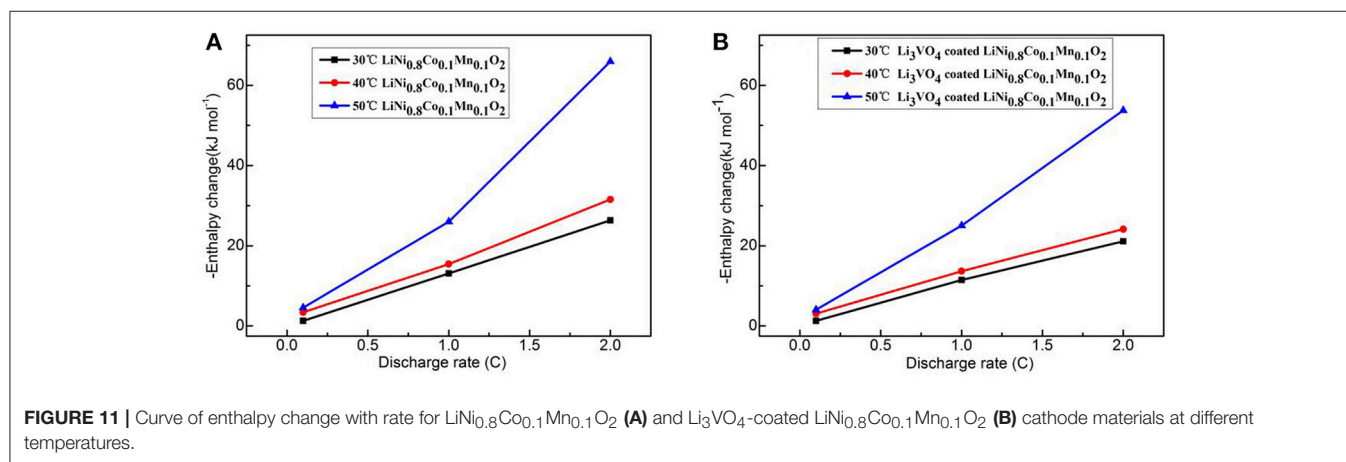 A
30℃ LiNi0.8Co0.1Mn0.1O2
40℃ LiNi0.8Co0.1Mn0.1O2
50℃ LiNi0.8Co0.1Mn0.1O2
-Enthalpy change(kJ mol-1)
60
40
20
0
0.0 0.5 1.0 1.5 2.0
Discharge rate (C)
B
30℃ Li3VO4 coated LiNi0.8Co0.1Mn0.1O2
40℃ Li3VO4 coated LiNi0.8Co0.1Mn0.1O2
50℃ Li3VO4 coated LiNi0.8Co0.1Mn0.1O2
-Enthalpy change(kJ mol-1)
60
40
20
0
0.0 0.5 1.0 1.5 2.0
Discharge rate (C)
FIGURE 11 | Curve of enthalpy change with rate for LiNi0.8Co0.1Mn0.1O2 (A) and Li3VO4-coated LiNi0.8Co0.1Mn0.1O2 (B) cathode materials at different
temperatures.